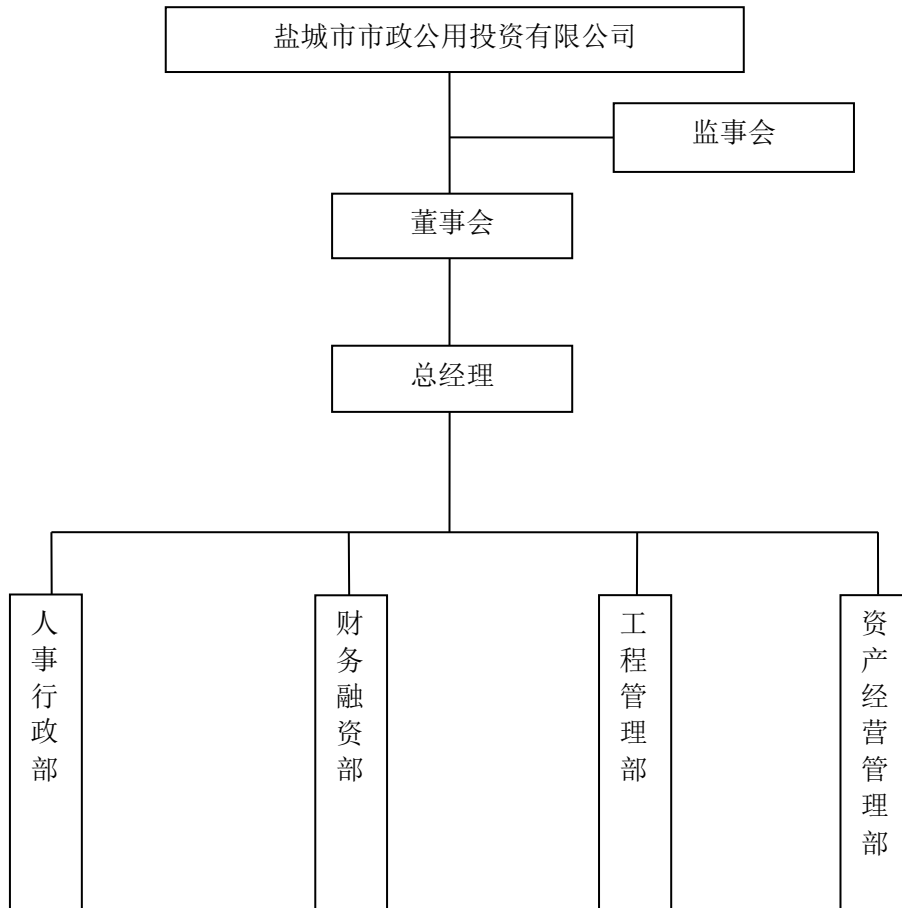 盐城市市政公用投资有限公司
监事会
董事会
总经理
人事行政部
财务融资部
工程管理部
资产经营管理部